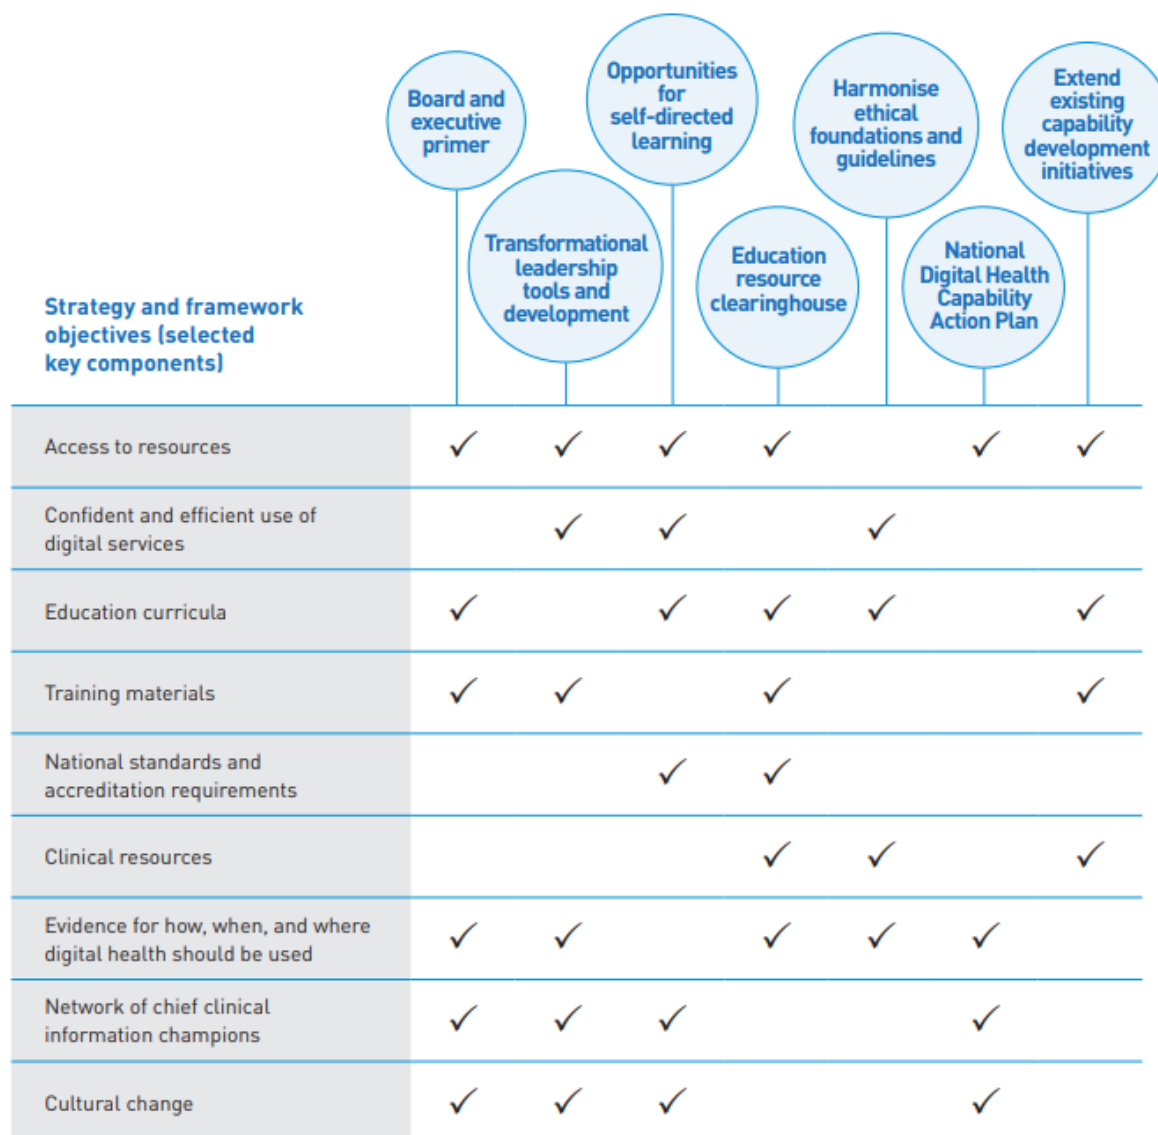 Board and
executive
primer
Transformational
leadership
tools and
development
Opportunities
for
self-directed
learning
Education
resource
clearinghouse
Harmonise
ethical
foundations and
guidelines
National
Digital Health
Capability
Action Plan
Extend
existing
capability
development
initiatives
Strategy and framework
objectives (selected
key components)
Access to resources
✓ ✓ ✓ ✓ ✓ ✓
Confident and efficient use of
digital services
✓ ✓ ✓
Education curricula
✓ ✓ ✓ ✓ ✓
Training materials
✓ ✓ ✓ ✓
National standards and
accreditation requirements
✓ ✓
Clinical resources
✓ ✓ ✓
Evidence for how, when, and where
digital health should be used
✓ ✓ ✓ ✓ ✓
Network of chief clinical
information champions
✓ ✓ ✓ ✓
Cultural change
✓ ✓ ✓ ✓